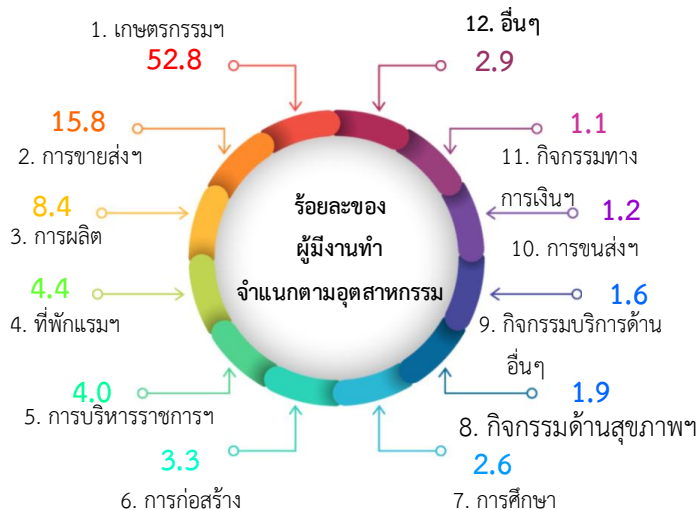 1. เกษตรกรรมฯ
52.8
15.8
2. การขายส่งฯ
8.4
3. การผลิต
4.4
4. ที่พักแรมฯ
4.0
5. การบริหารราชการฯ
3.3
6. การก่อสร้าง
2.6
7. การศึกษา
1.9
8. กิจกรรมด้านสุขภาพฯ
1.6
9. กิจกรรมบริการด้าน
อื่นๆ
1.2
10. การขนส่งฯ
1.1
11. กิจกรรมทาง
การเงินฯ
12. อื่นๆ
2.9
ร้อยละของ
ผู้มีงานทำ
จำแนกตามอุตสาหกรรม